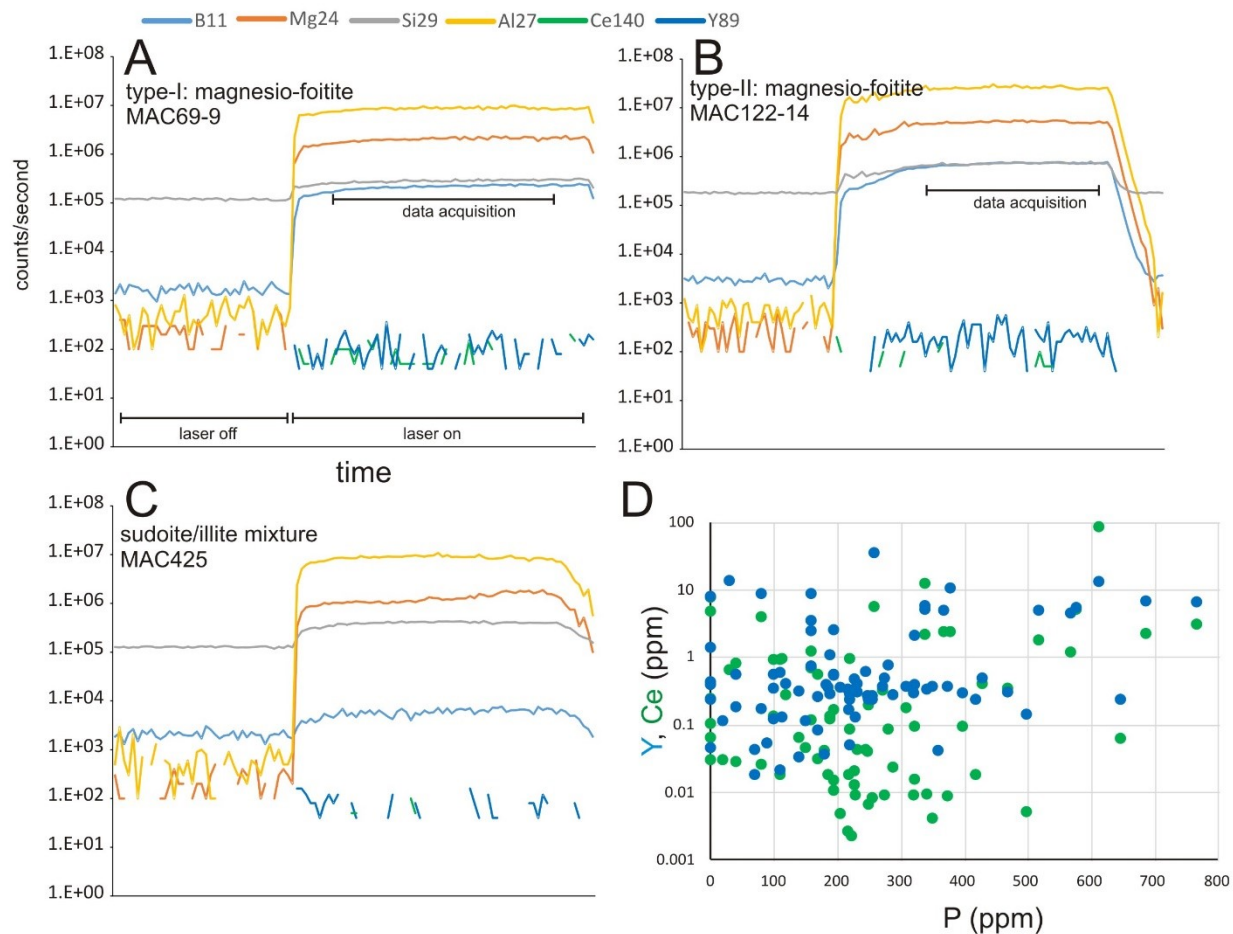 B11 Mg24 Si29 Al27 Ce140 Y89
A
type-I: magnesio-foitite
MAC69-9
1.E+08
1.E+07
1.E+06
1.E+05
1.E+04
1.E+03
1.E+02
1.E+01
1.E+00
counts/second
data acquisition
laser off
laser on
time
B
type-II: magnesio-foitite
MAC122-14
1.E+08
1.E+07
1.E+06
1.E+05
1.E+04
1.E+03
1.E+02
1.E+01
1.E+00
data acquisition
C
sudoite/illite mixture
MAC425
1.E+08
1.E+07
1.E+06
1.E+05
1.E+04
1.E+03
1.E+02
1.E+01
1.E+00
D
100
10
1
0.1
0.01
0.001
Y, Ce (ppm)
0 100 200 300 400 500 600 700 800
P (ppm)